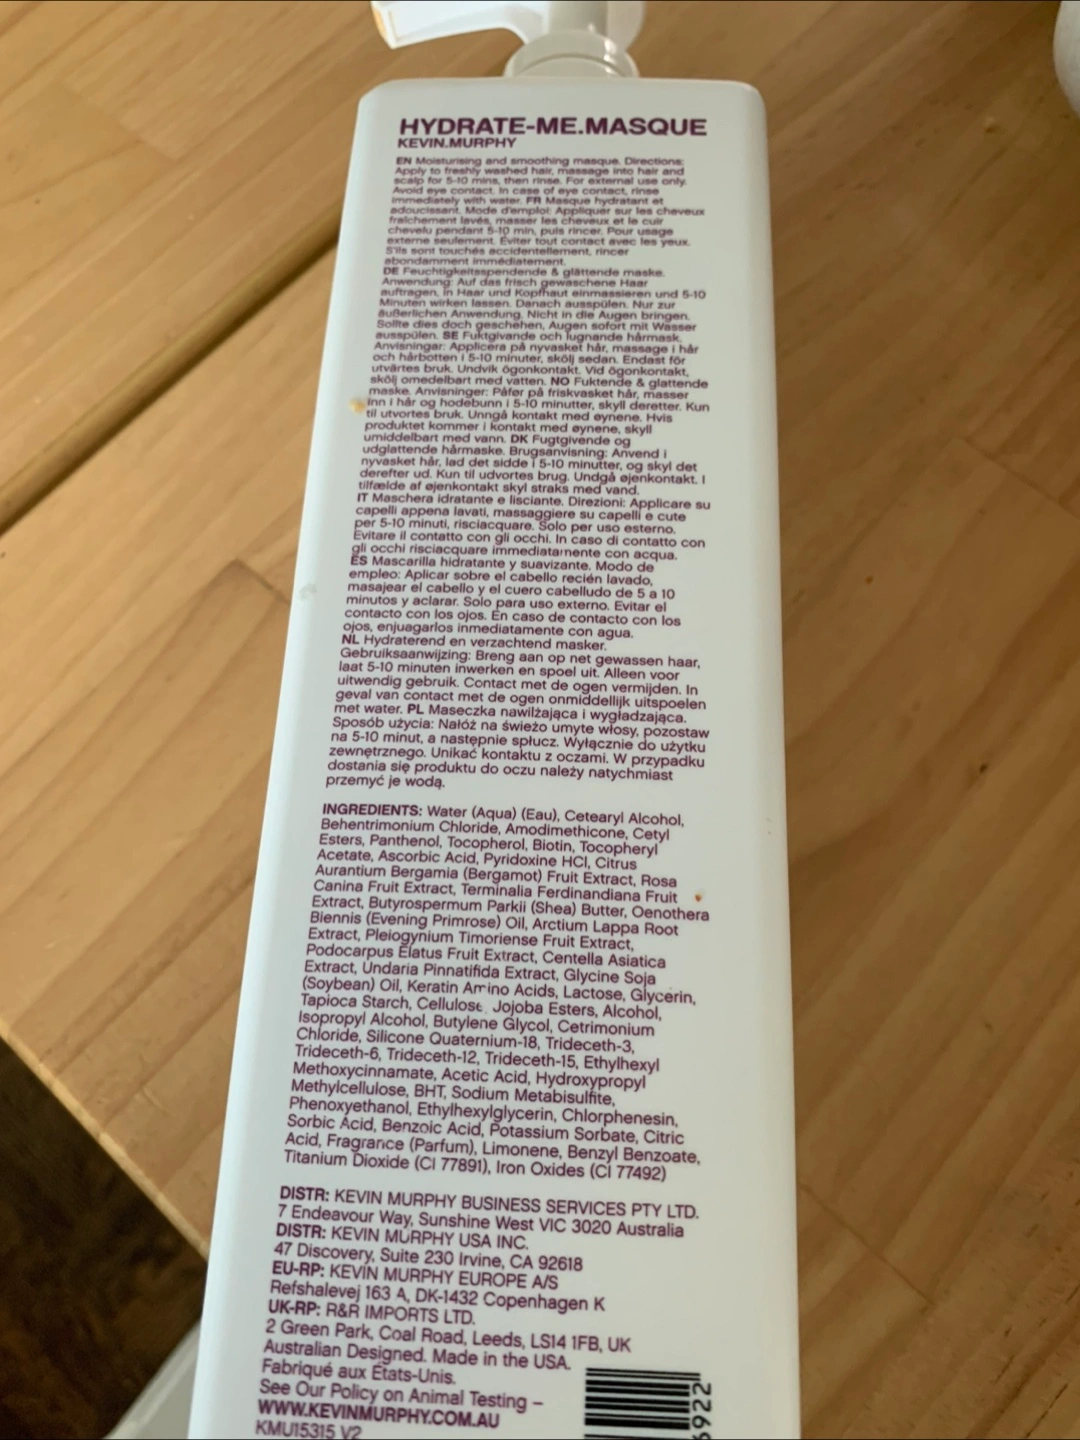 HYDRATE-ME.MASQUE
KEVIN.MURPHY
EN Moisturising and smoothing masque. Directions:
Apply to freshly washed hair, massage into hair and
scalp for 5-10 mins, then rinse. For external use only.
Avoid eye contact. In case of eye contact, rinse
immediately with water. FR Masque hydratant et
adoucissant. Mode d'emploi: Appliquer sur les cheveux
fraîchement lavés, masser les cheveux et le cuir
chevelu pendant 5-10 min, puis rincer. Pour usage
externe seulement. Éviter tout contact avec les yeux.
S'ils sont touchés accidentellement, rincer
abondamment immédiatement.
DE Feuchtigkeitsspendende & glättende maske.
Anwendung: Auf das frisch gewaschene Haar
auftragen, in Haar und Kopfhaut einmassieren und 5-10
Minuten wirken lassen. Danach ausspülen. Nur zur
äußerlichen Anwendung. Nicht in die Augen bringen.
Sollte dies doch geschehen, Augen sofort mit Wasser
ausspülen. SE Fuktgivande och lugnande hårmask.
Anvisningar: Applicera på nyvasket hår, massage i hår
och hårbotten i 5-10 minuter, skölj sedan. Endast för
utvärtes bruk. Undvik ögonkontakt. Vid ögonkontakt,
skölj omedelbart med vatten. NO Fuktende & glattende
maske. Anvisninger: Påfør på friskvasket hår, masser
inn i hår og hodebunn i 5-10 minutter, skyll deretter. Kun
til utvortes bruk. Unngå kontakt med øynene. Hvis
produktet kommer i kontakt med øynene, skyll
umiddelbart med vann. DK Fugtgivende og
udglattende hårmaske. Brugsanvisning: Anvend i
nyvasket hår, lad det sidde i 5-10 minutter, og skyl det
derefter ud. Kun til udvortes brug. Undgå øjenkontakt. I
tilfælde af øjenkontakt skyl straks med vand.
IT Maschera idratante e lisciante. Direzioni: Applicare su
capelli appena lavati, massaggiere su capelli e cute
per 5-10 minuti, risciacquare. Solo per uso esterno.
Evitare il contatto con gli occhi. In caso di contatto con
gli occhi risciacquare immediatamente con acqua.
ES Mascarilla hidratante y suavizante. Modo de
empleo: Aplicar sobre el cabello recién lavado,
masajear el cabello y el cuero cabelludo de 5 a 10
minutos y aclarar. Solo para uso externo. Evitar el
contacto con los ojos. En caso de contacto con los
ojos, enjuagarlos inmediatamente con agua.
NL Hydraterend en verzachtend masker.
Gebruiksaanwijzing: Breng aan op net gewassen haar,
laat 5-10 minuten inwerken en spoel uit. Alleen voor
uitwendig gebruik. Contact met de ogen vermijden. In
geval van contact met de ogen onmiddellijk uitspoelen
met water. PL Maseczka nawilżająca i wygładzająca.
Sposób użycia: Nałóż na świeżo umyte włosy, pozostaw
na 5-10 minut, a następnie spłucz. Wyłącznie do użytku
zewnętrznego. Unikać kontaktu z oczami. W przypadku
dostania się produktu do oczu należy natychmiast
przemyć je wodą.
INGREDIENTS: Water (Aqua) (Eau), Cetearyl Alcohol,
Behentrimonium Chloride, Amodimethicone, Cetyl
Esters, Panthenol, Tocopherol, Biotin, Tocopheryl
Acetate, Ascorbic Acid, Pyridoxine HCl, Citrus
Aurantium Bergamia (Bergamot) Fruit Extract, Rosa
Canina Fruit Extract, Terminalia Ferdinandiana Fruit
Extract, Butyrospermum Parkii (Shea) Butter, Oenothera
Biennis (Evening Primrose) Oil, Arctium Lappa Root
Extract, Pleiogynium Timoriense Fruit Extract,
Podocarpus Elatus Fruit Extract, Centella Asiatica
Extract, Undaria Pinnatifida Extract, Glycine Soja
(Soybean) Oil, Keratin Amino Acids, Lactose, Glycerin,
Tapioca Starch, Cellulose, Jojoba Esters, Alcohol,
Isopropyl Alcohol, Butylene Glycol, Cetrimonium
Chloride, Silicone Quaternium-18, Trideceth-3,
Trideceth-6, Trideceth-12, Trideceth-15, Ethylhexyl
Methoxycinnamate, Acetic Acid, Hydroxypropyl
Methylcellulose, BHT, Sodium Metabisulfite,
Phenoxyethanol, Ethylhexylglycerin, Chlorphenesin,
Sorbic Acid, Benzoic Acid, Potassium Sorbate, Citric
Acid, Fragrance (Parfum), Limonene, Benzyl Benzoate,
Titanium Dioxide (CI 77891), Iron Oxides (CI 77492)
DISTR: KEVIN MURPHY BUSINESS SERVICES PTY LTD.
7 Endeavour Way, Sunshine West VIC 3020 Australia
DISTR: KEVIN MURPHY USA INC.
47 Discovery, Suite 230 Irvine, CA 92618
EU-RP: KEVIN MURPHY EUROPE A/S
Refshalevej 163 A, DK-1432 Copenhagen K
UK-RP: R&R IMPORTS LTD.
2 Green Park, Coal Road, Leeds, LS14 1FB, UK
Australian Designed. Made in the USA.
Fabriqué aux États-Unis.
See Our Policy on Animal Testing –
WWW.KEVINMURPHY.COM.AU
KMU15315 V2
6922